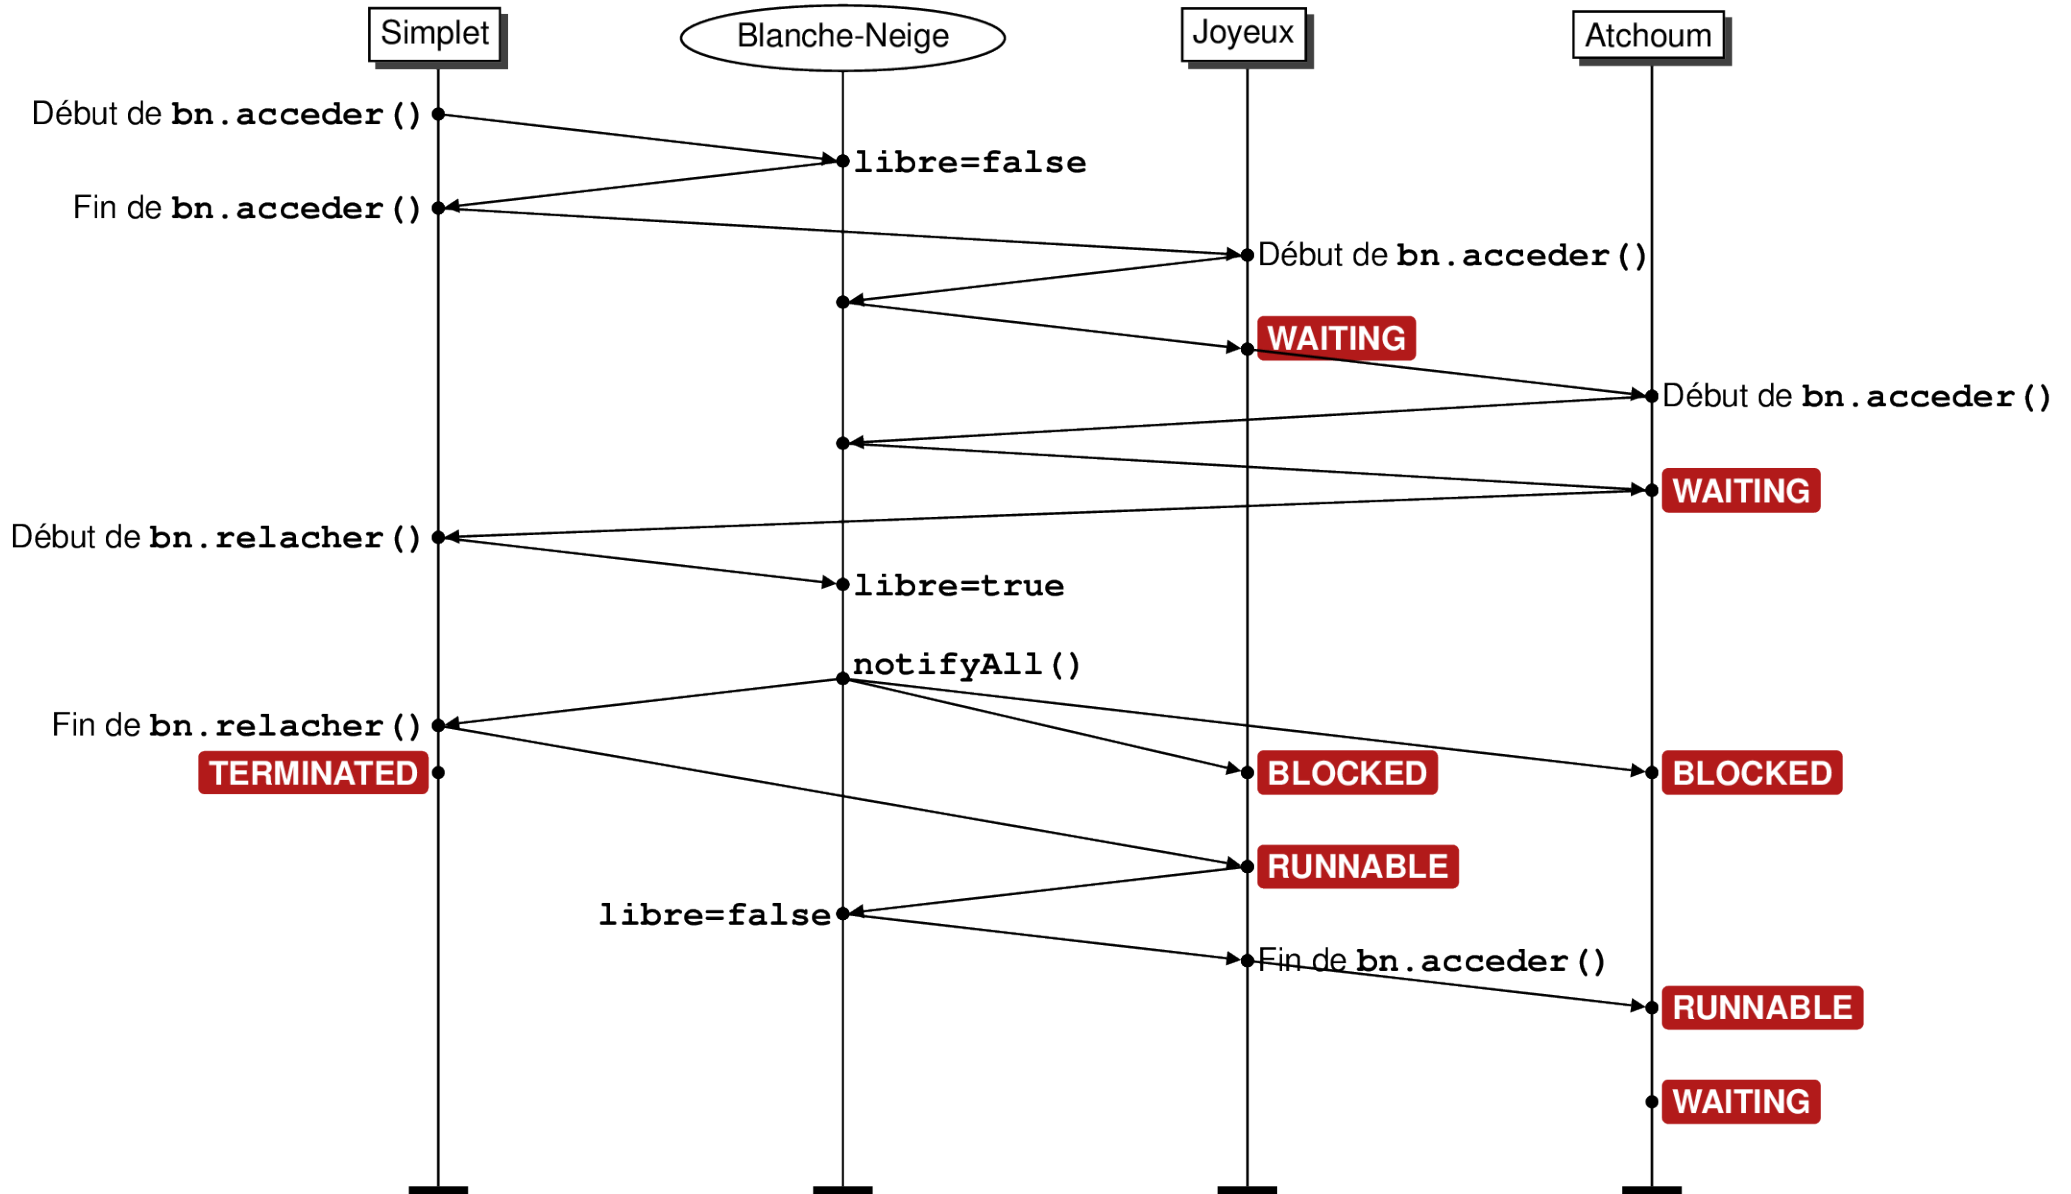 Simplet
Blanche-Neige
Joyeux
Atchoum
Début de bn.acceder()
libre=false
Fin de bn.acceder()
Début de bn.acceder()
WAITING
Début de bn.acceder()
WAITING
Début de bn.relacher()
libre=true
notifyAll()
Fin de bn.relacher()
TERMINATED
BLOCKED
BLOCKED
RUNNABLE
libre=false
Fin de bn.acceder()
RUNNABLE
WAITING